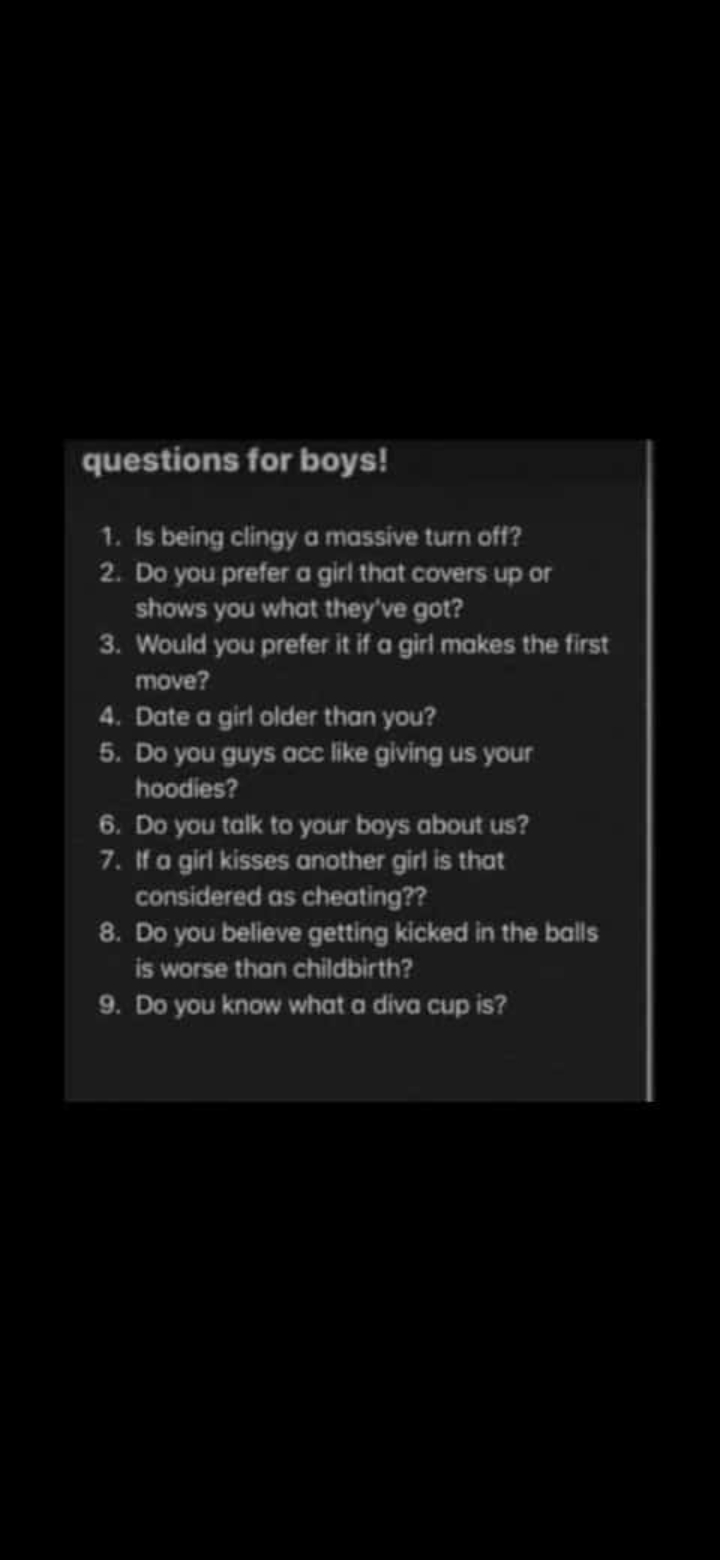 questions for boys!
1. Is being clingy a massive turn off?
2. Do you prefer a girl that covers up or
shows you what they've got?
3. Would you prefer it if a girl makes the first
move?
4. Date a girl older than you?
5. Do you guys acc like giving us your
hoodies?
6. Do you talk to your boys about us?
7. If a girl kisses another girl is that
considered as cheating??
8. Do you believe getting kicked in the balls
is worse than childbirth?
9. Do you know what a diva cup is?